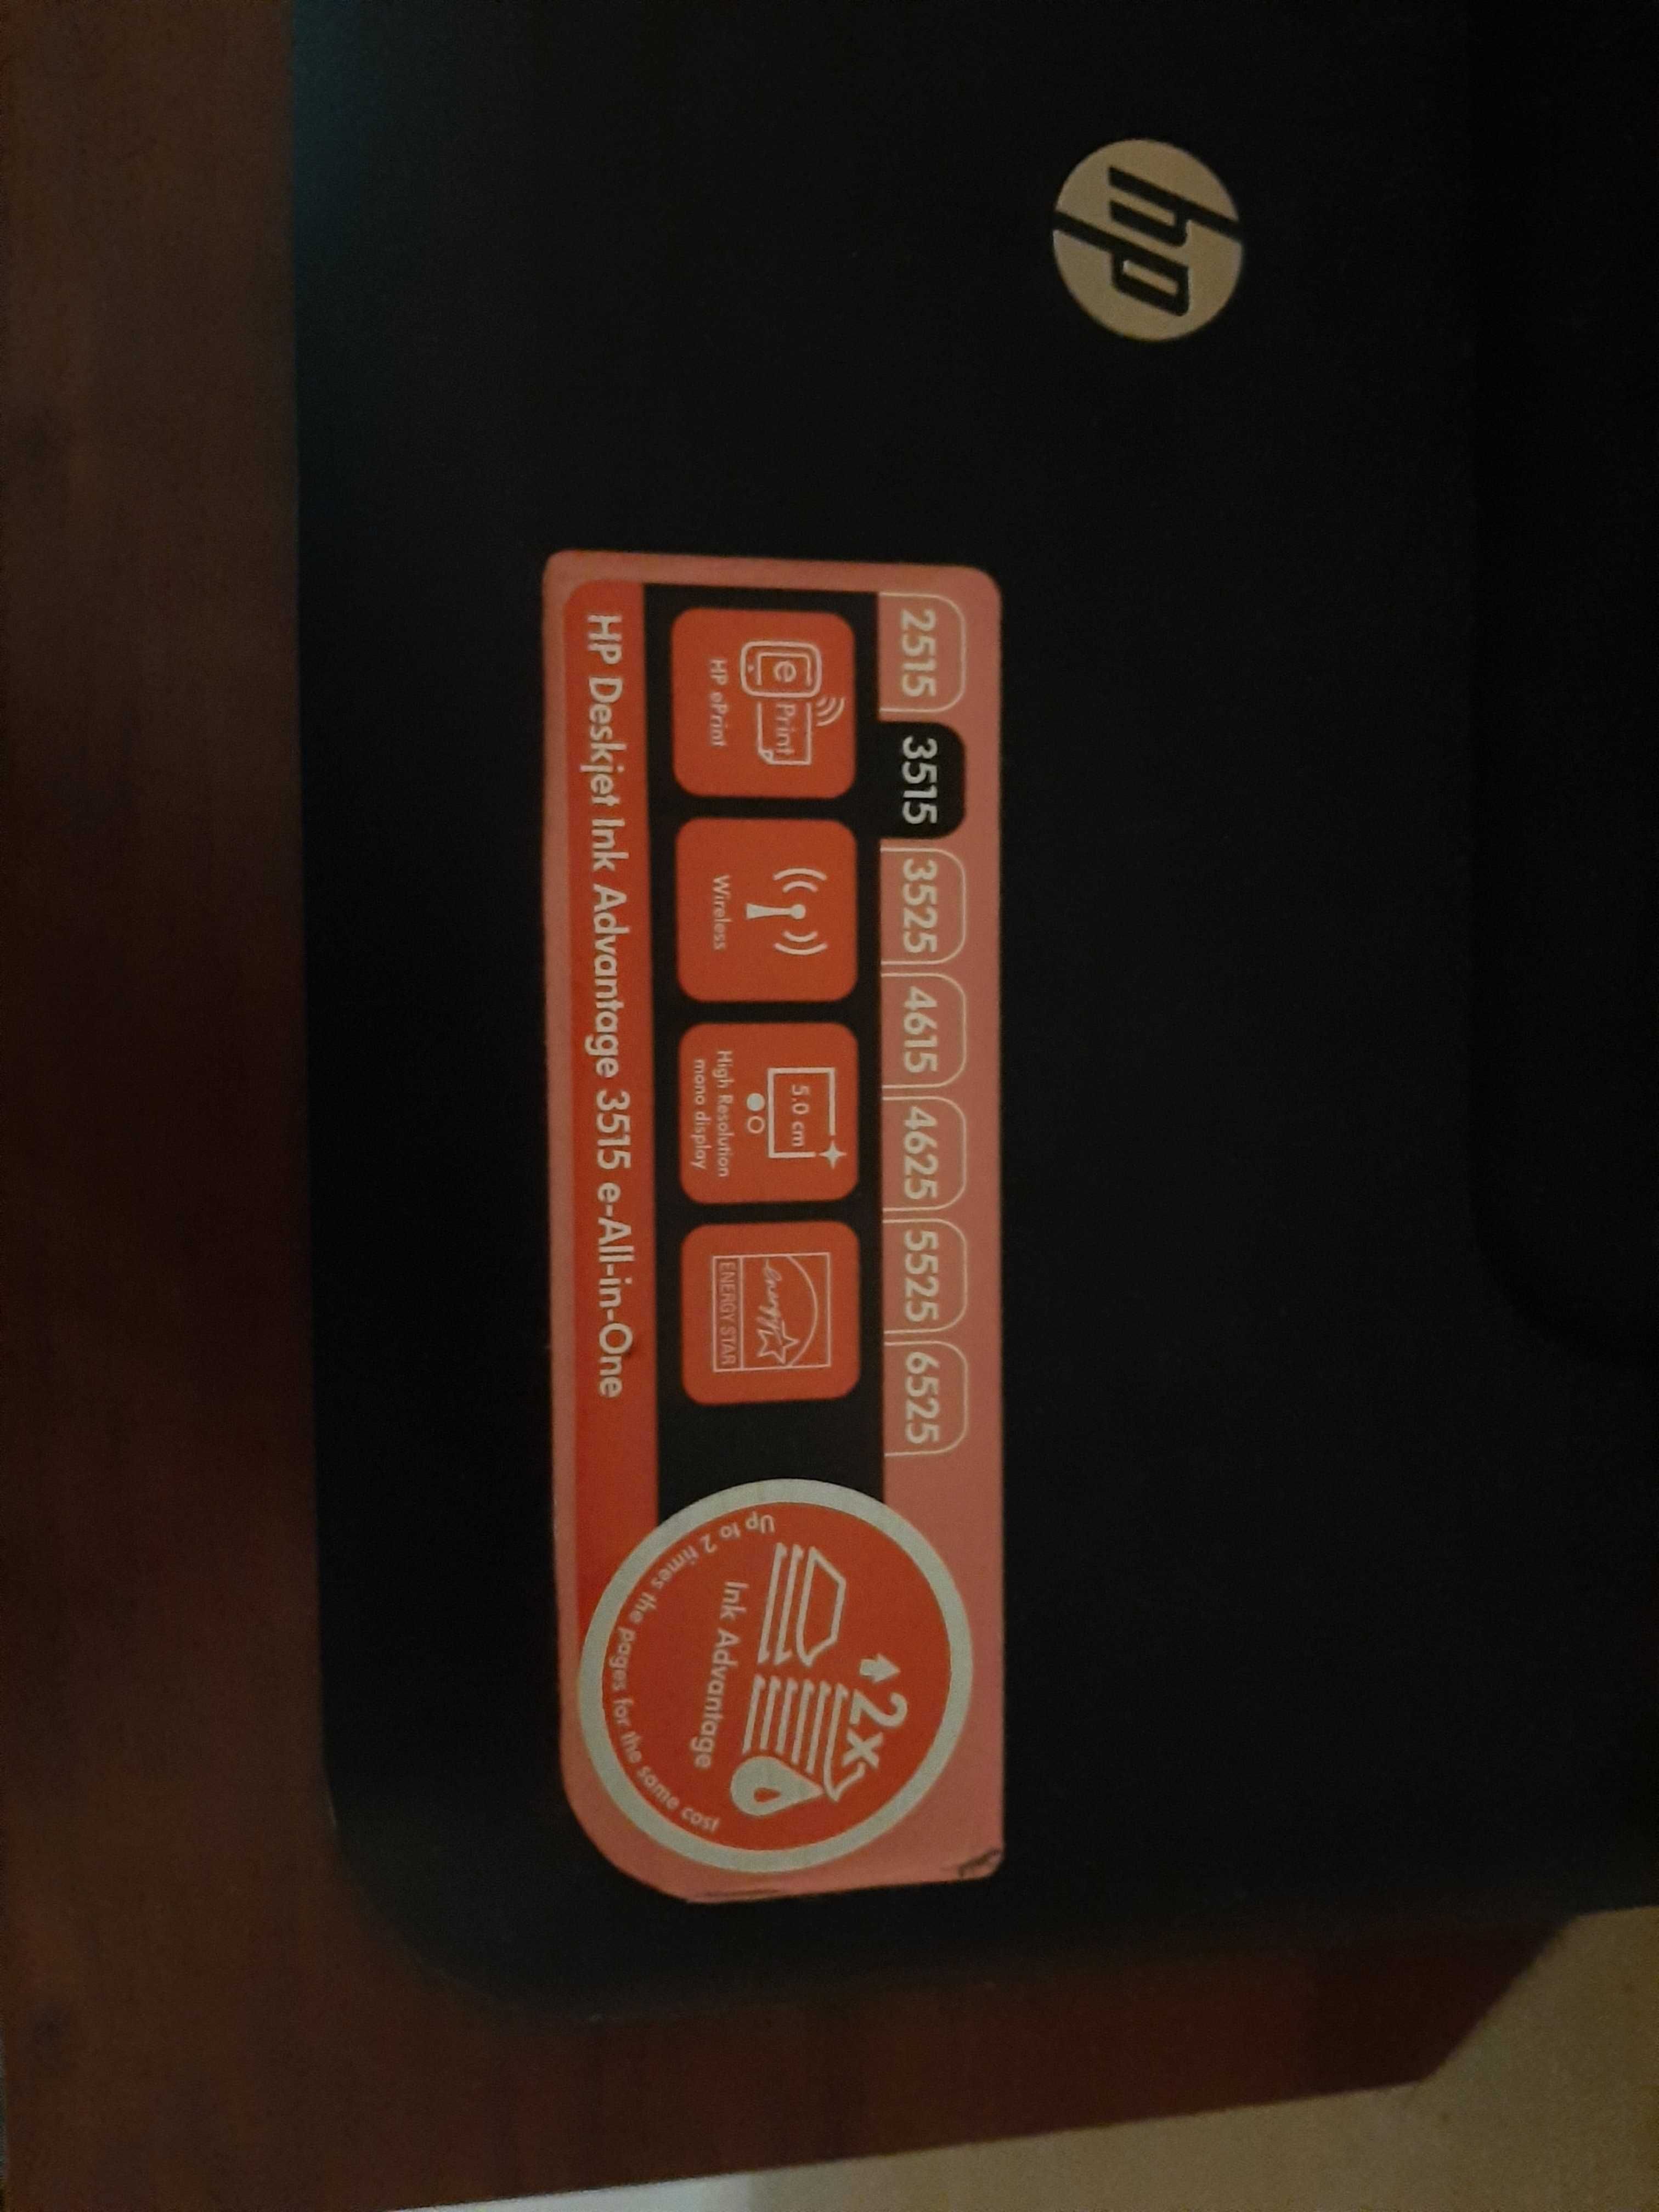 hp
2515 3515 3525 4615 4625 5525 6525
e Print
HP ePrint
Wireless
5.0 cm
High Resolution
mono display
energy
ENERGY STAR
HP Deskjet Ink Advantage 3515 e-All-in-One
2x
Ink Advantage
Up to 2 times the pages for the same cost